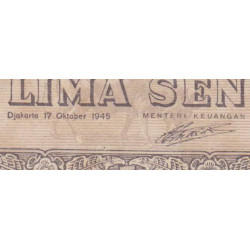 LIMA SEN
Djakarta 17 Oktober 1945 MENTERI KEUANGAN